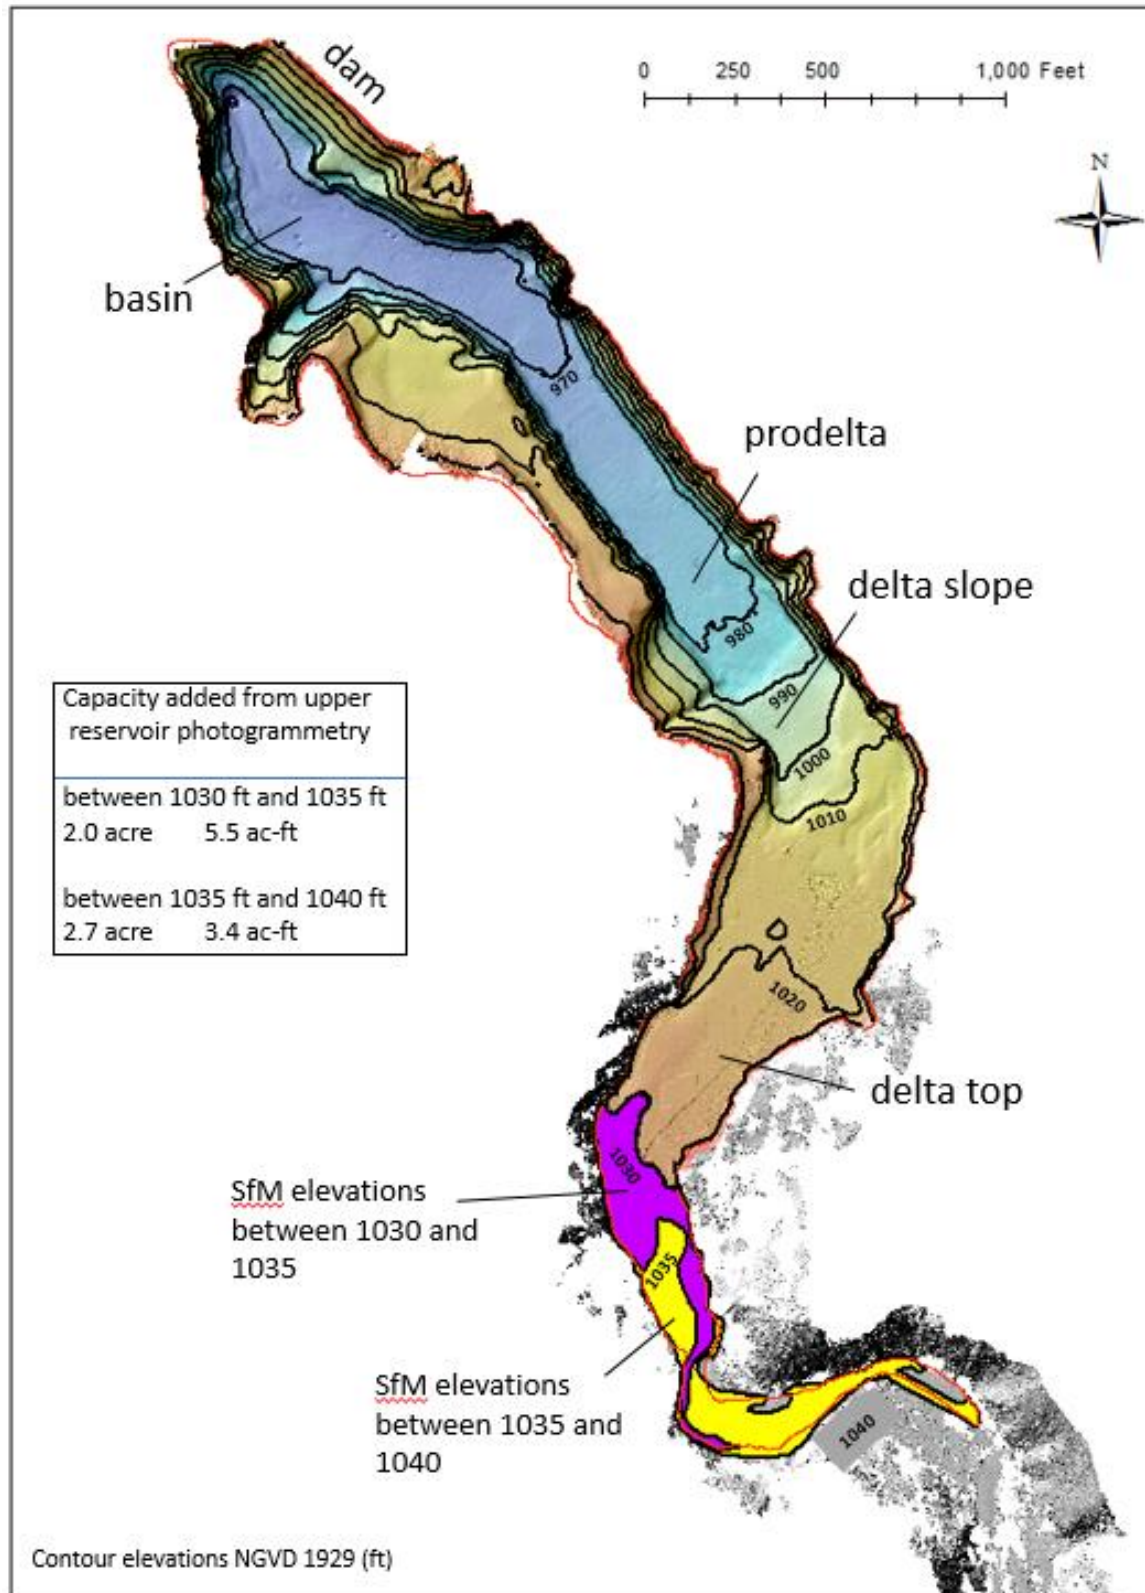 dam
0 250 500 1,000 Feet
N
basin
970
prodelta
delta slope
980
990
1000
1010
Capacity added from upper
reservoir photogrammetry
between 1030 ft and 1035 ft
2.0 acre 5.5 ac-ft
between 1035 ft and 1040 ft
2.7 acre 3.4 ac-ft
1020
delta top
1030
SfM elevations
between 1030 and
1035
1035
SfM elevations
between 1035 and
1040
1040
Contour elevations NGVD 1929 (ft)